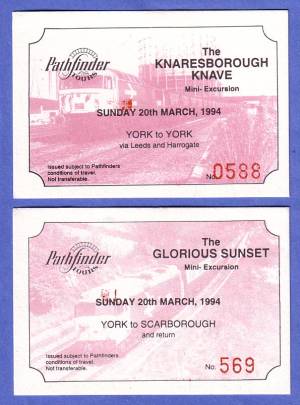 Pathfinder
TOURS
The
KNARESBOROUGH
KNAVE
Mini- Excursion
SUNDAY 20th MARCH, 1994
YORK to YORK
via Leeds and Harrogate
Issued subject to Pathfinders
conditions of travel.
Not transferable.
No. 0588
Pathfinder
TOURS
The
GLORIOUS SUNSET
Mini- Excursion
SUNDAY 20th MARCH, 1994
YORK to SCARBOROUGH
and return
Issued subject to Pathfinders
conditions of travel.
Not transferable.
No. 569